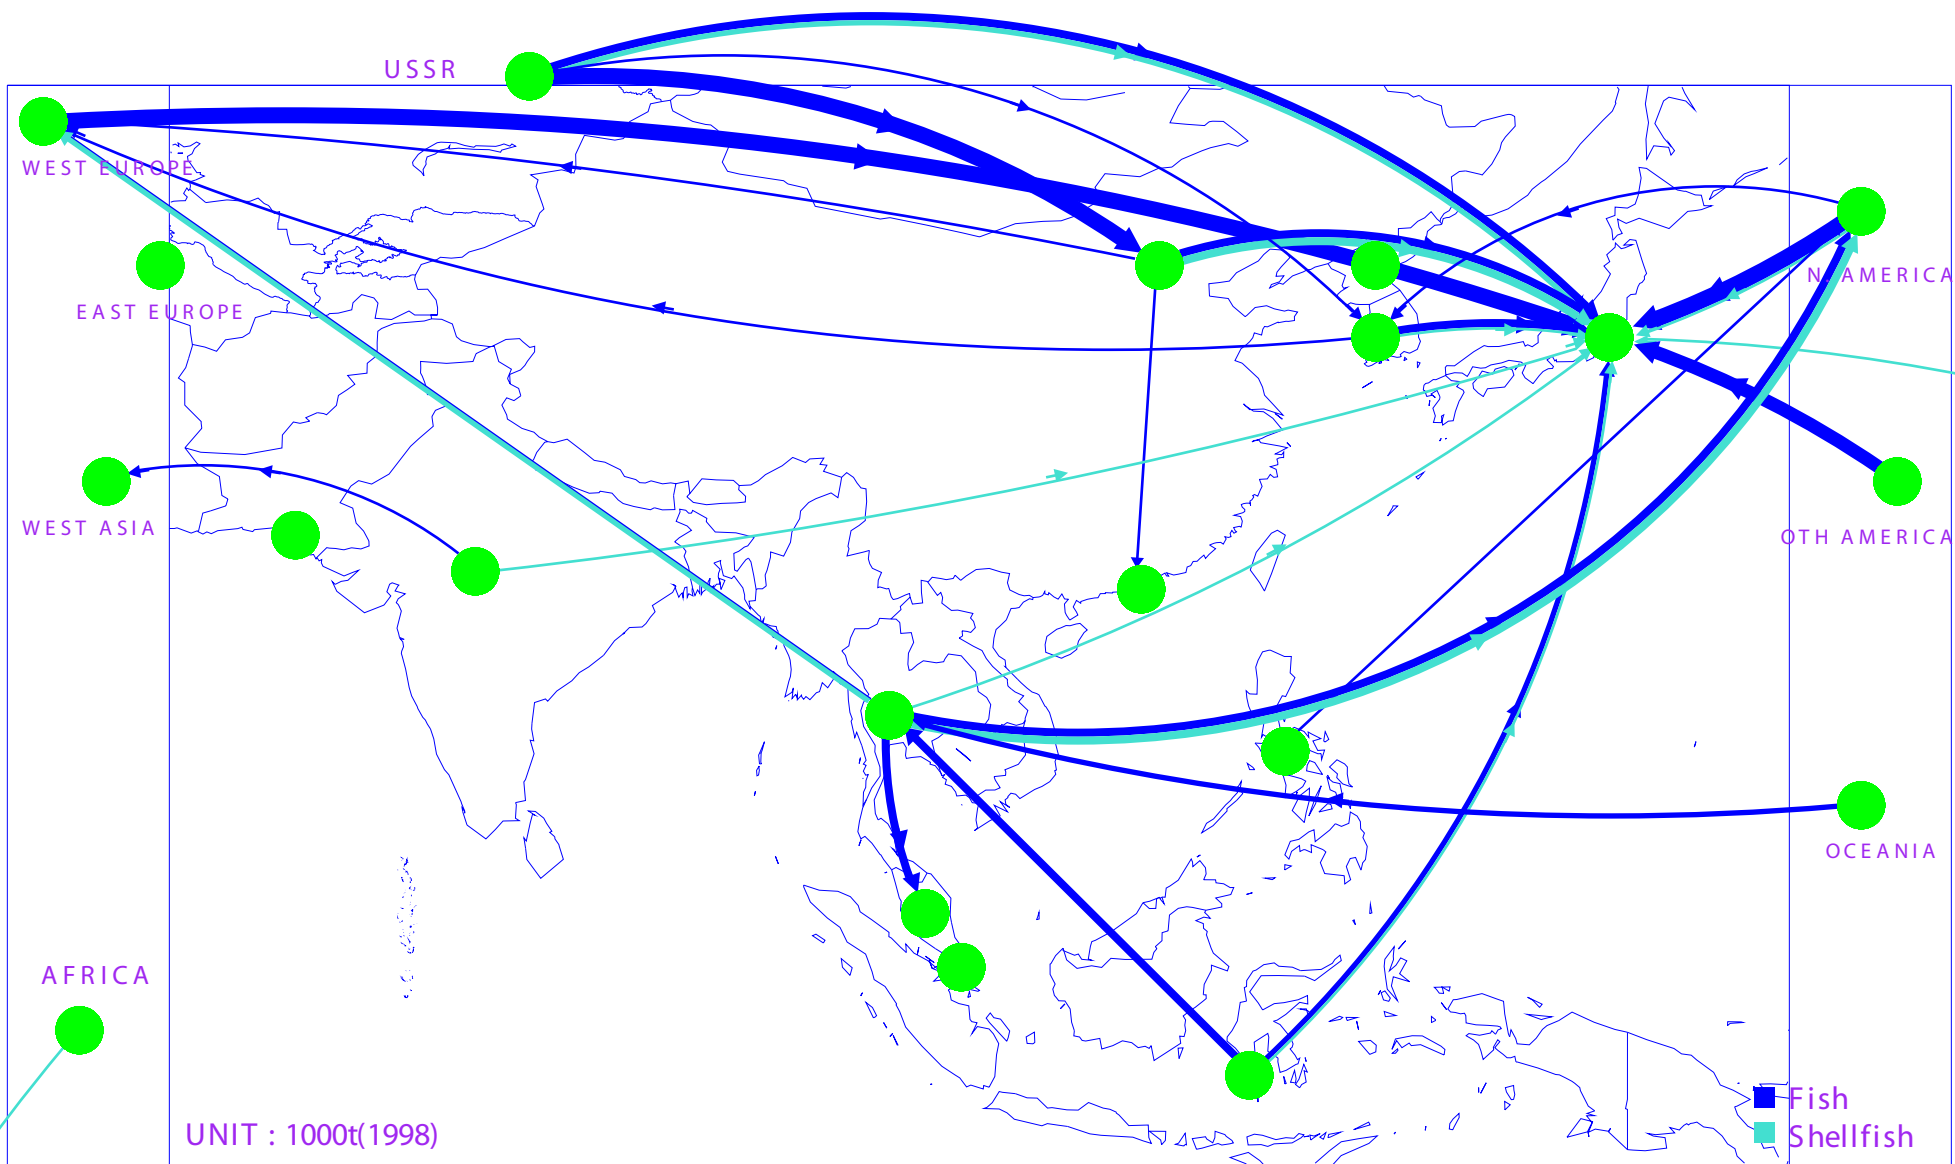 USSR
WEST EUROPE
EAST EUROPE
N. AMERICA
WEST ASIA
OTH AMERICA
OCEANIA
AFRICA
Fish
Shellfish
UNIT : 1000t(1998)